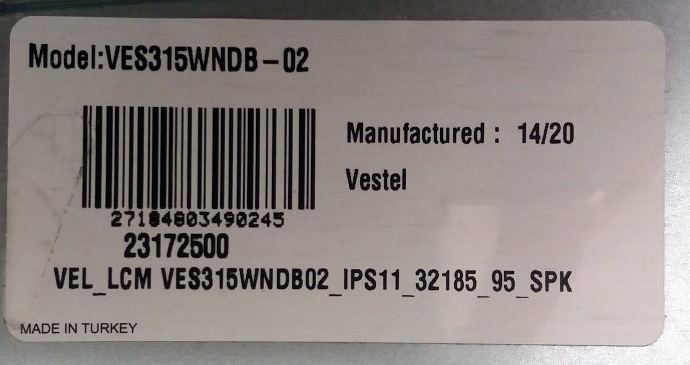 Model:VES315WNDB-02
Manufactured : 14/20
Vestel
27184803490245
23172500
VEL_LCM VES315WNDB02_IPS11_32185_95_SPK
MADE IN TURKEY